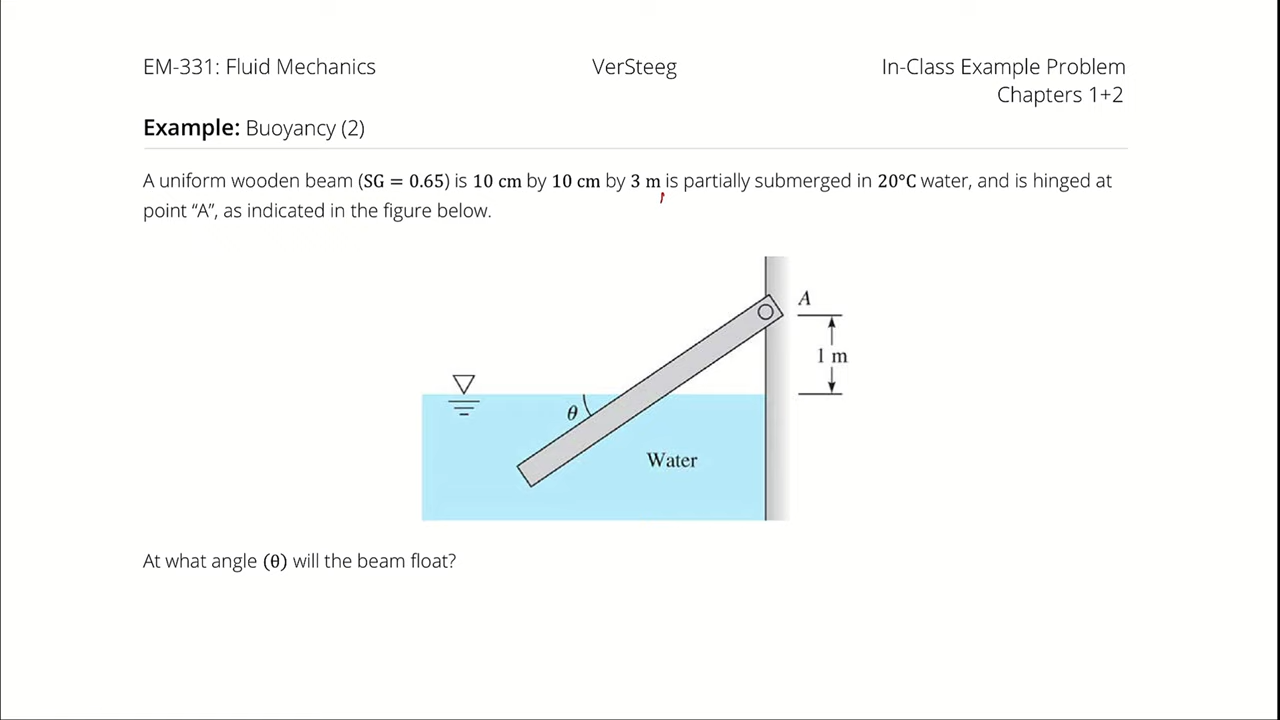 EM-331: Fluid Mechanics VerSteeg In-Class Example Problem
Chapters 1+2
Example: Buoyancy (2)
A uniform wooden beam (SG = 0.65) is 10 cm by 10 cm by 3 m is partially submerged in 20°C water, and is hinged at
point “A”, as indicated in the figure below.
A
1 m
θ
Water
At what angle (θ) will the beam float?